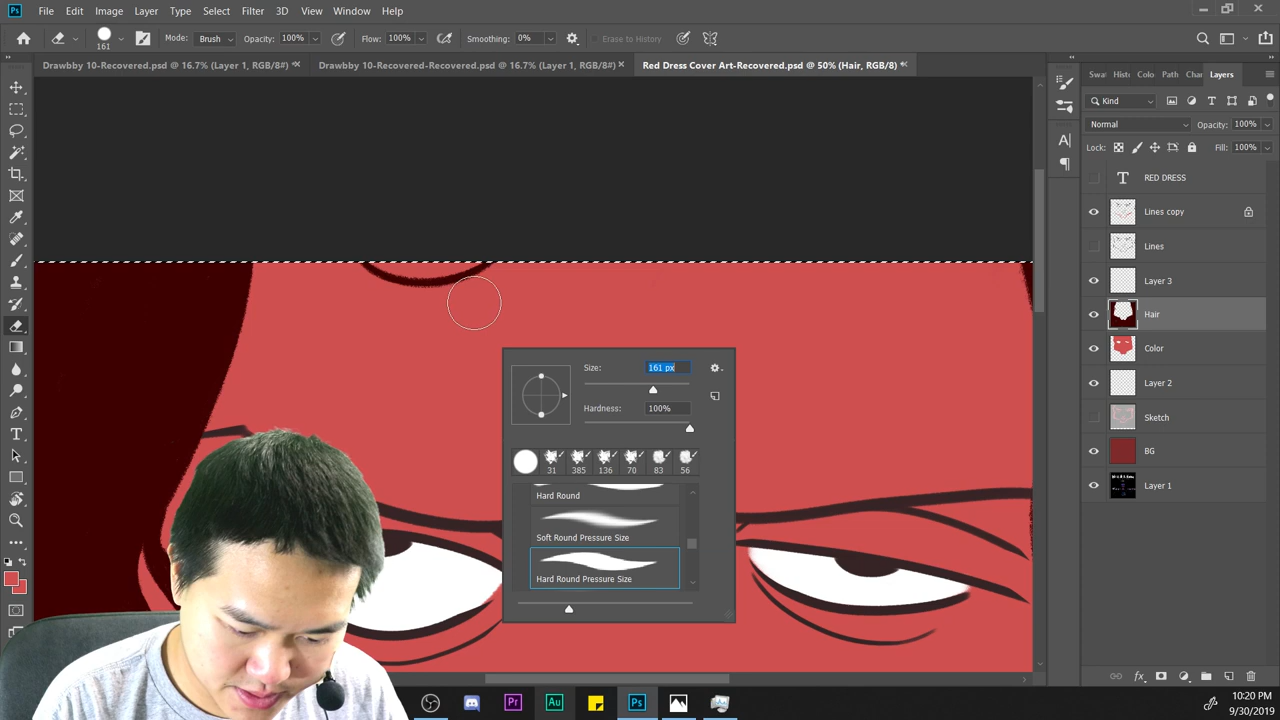 Ps File Edit Image Layer Type Select Filter 3D View Window Help
161 Mode: Brush Opacity: 100% Flow: 100% Smoothing: 0% Erase to History
Drawbby 10-Recovered.psd @ 16.7% (Layer 1, RGB/8#) * Drawbby 10-Recovered-Recovered.psd @ 16.7% (Layer 1, RGB/8#) Red Dress Cover Art-Recovered.psd @ 50% (Hair, RGB/8) *
Swa Hist Colo Path Cha Layers
Kind
Normal Opacity: 100%
Lock: Fill: 100%
RED DRESS
Lines copy
Lines
Layer 3
Hair
Color
Layer 2
Sketch
BG
Layer 1
Size: 161 px
Hardness: 100%
31 385 136 70 83 56
Hard Round
Soft Round Pressure Size
Hard Round Pressure Size
Pr Au Ps
10:20 PM
9/30/2019